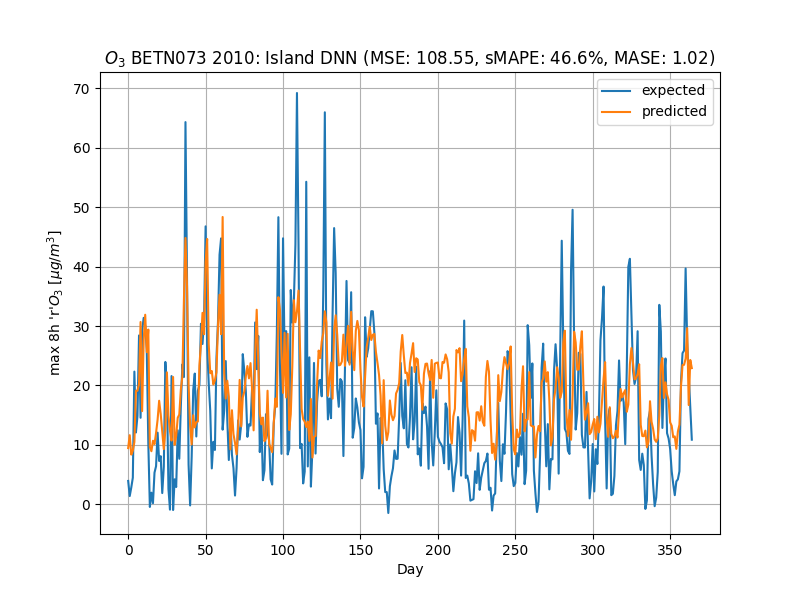 O3 BETN073 2010: Island DNN (MSE: 108.55, sMAPE: 46.6%, MASE: 1.02)
expected
predicted
70
60
50
40
30
20
10
0
max 8h 'r'O3 [μg/m3]
0 50 100 150 200 250 300 350
Day